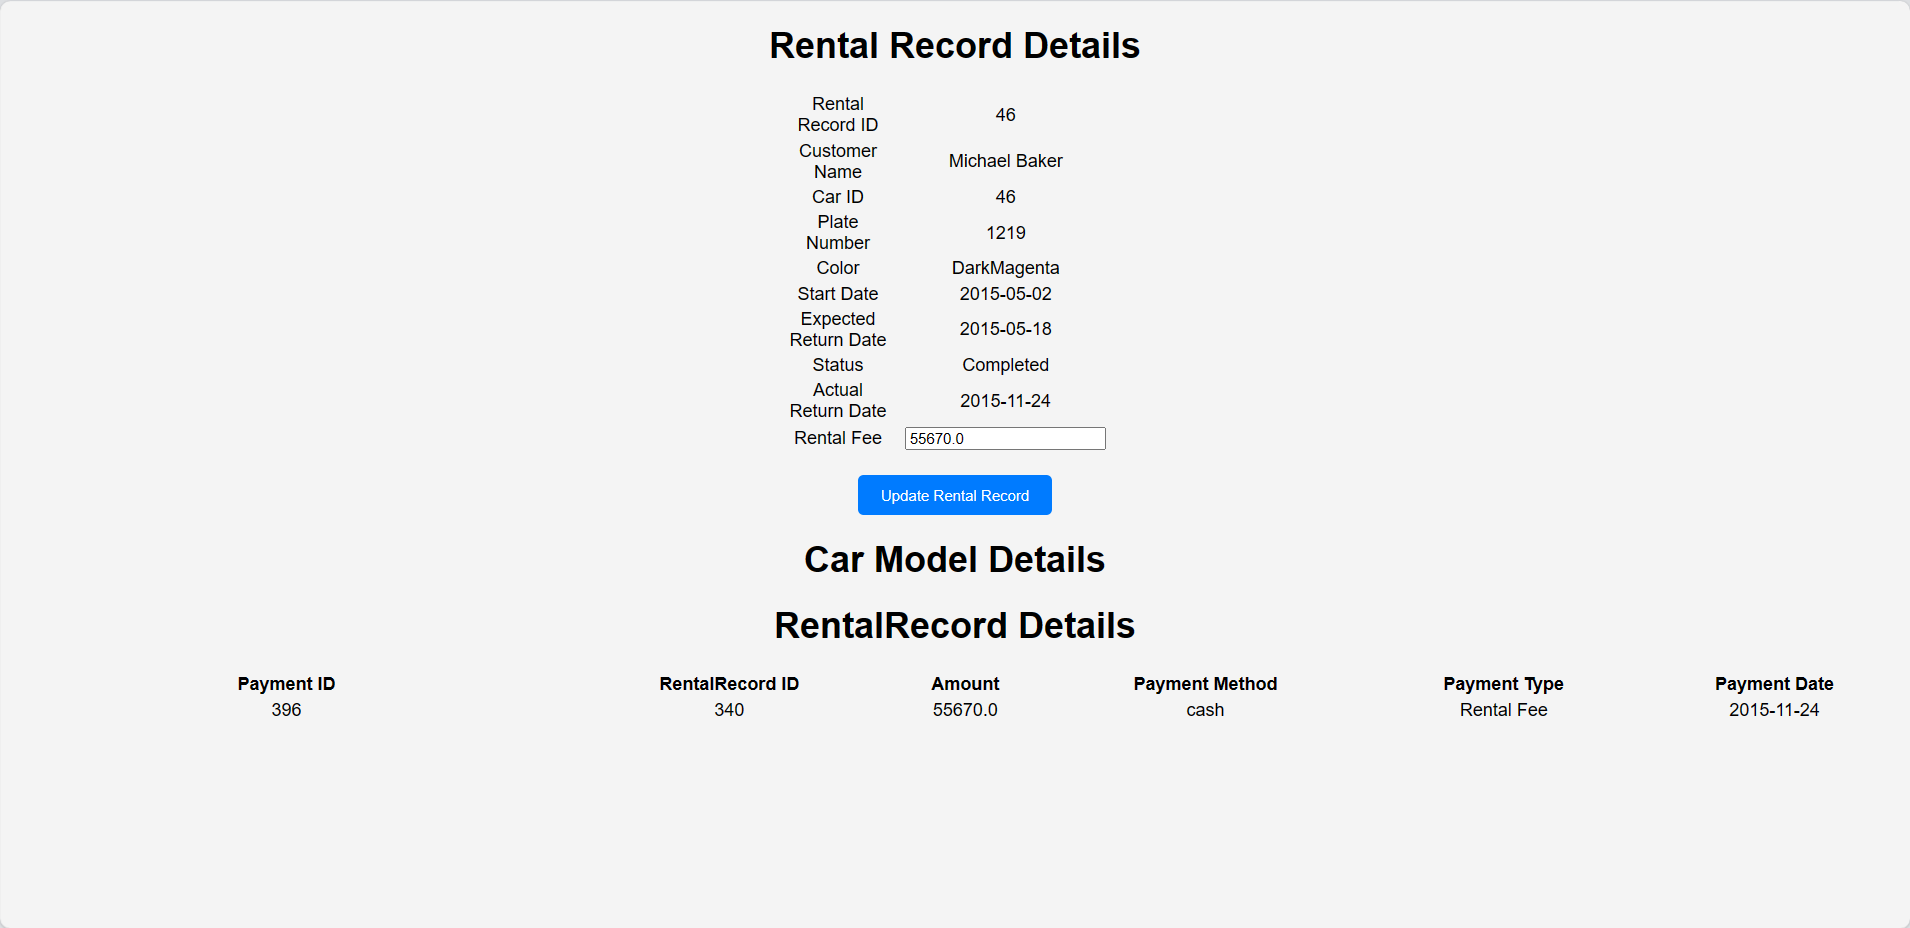 Rental Record Details
Rental
Record ID
46
Customer
Name
Michael Baker
Car ID
46
Plate
Number
1219
Color
DarkMagenta
Start Date
2015-05-02
Expected
Return Date
2015-05-18
Status
Completed
Actual
Return Date
2015-11-24
Rental Fee
55670.0
Update Rental Record
Car Model Details
RentalRecord Details
Payment ID RentalRecord ID Amount Payment Method Payment Type Payment Date
396 340 55670.0 cash Rental Fee 2015-11-24